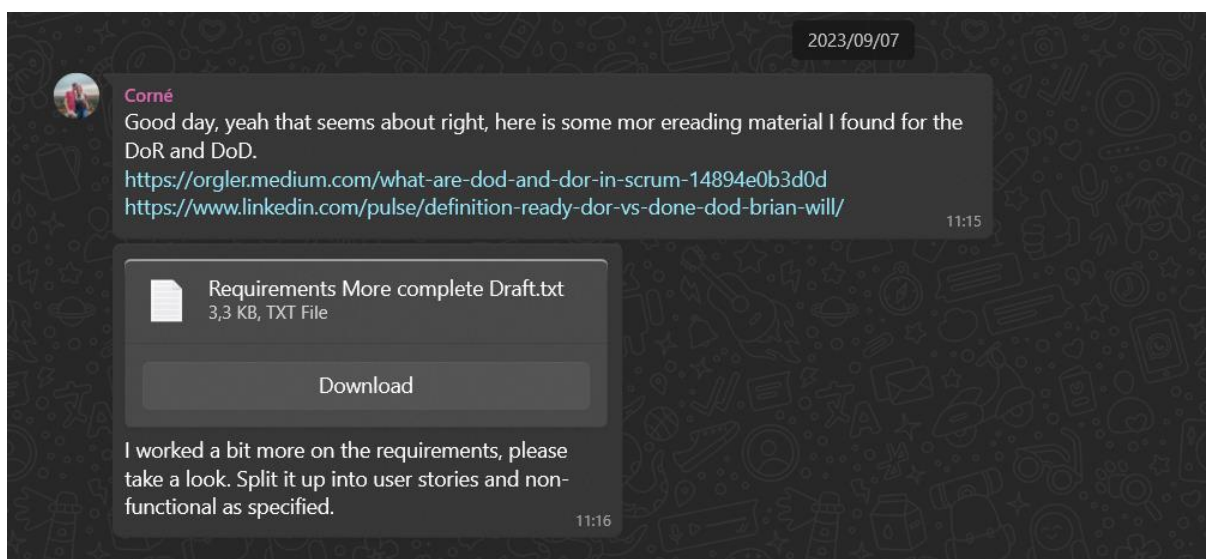 2023/09/07
Corné
Good day, yeah that seems about right, here is some mor ereading material I found for the
DoR and DoD.
https://orgler.medium.com/what-are-dod-and-dor-in-scrum-14894e0b3d0d
https://www.linkedin.com/pulse/definition-ready-dor-vs-done-dod-brian-will/
11:15
Requirements More complete Draft.txt
3,3 KB, TXT File
Download
I worked a bit more on the requirements, please
take a look. Split it up into user stories and non-
functional as specified.
11:16